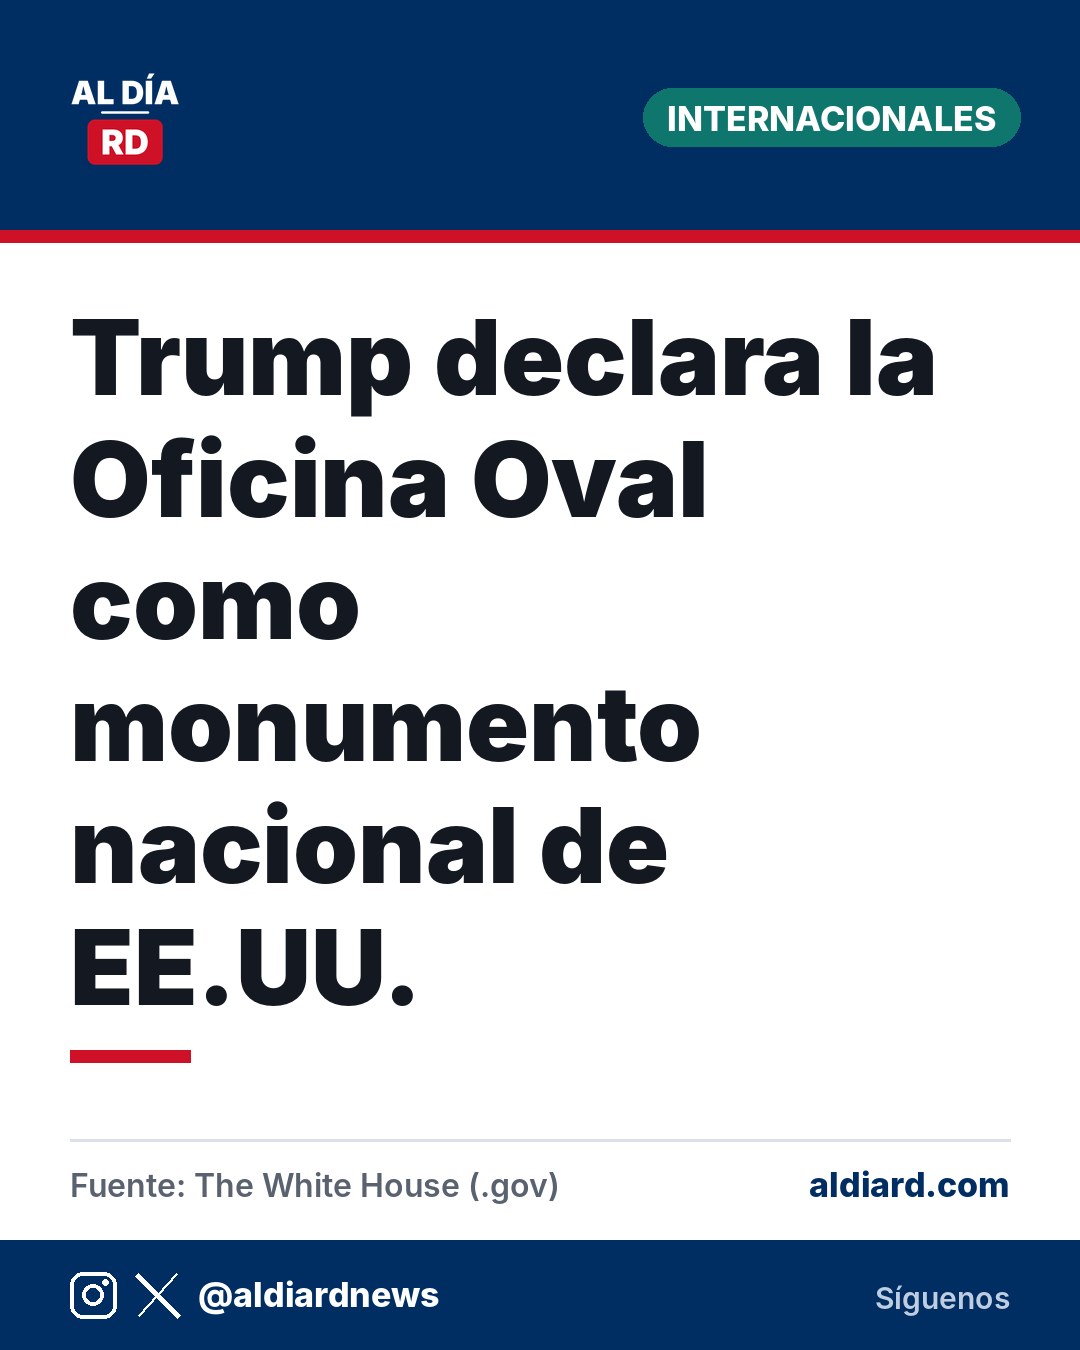 AL DÍA
RD
INTERNACIONALES
Trump declara la
Oficina Oval
como
monumento
nacional de
EE.UU.
Fuente: The White House (.gov)
aldiard.com
@aldiardnews
Síguenos